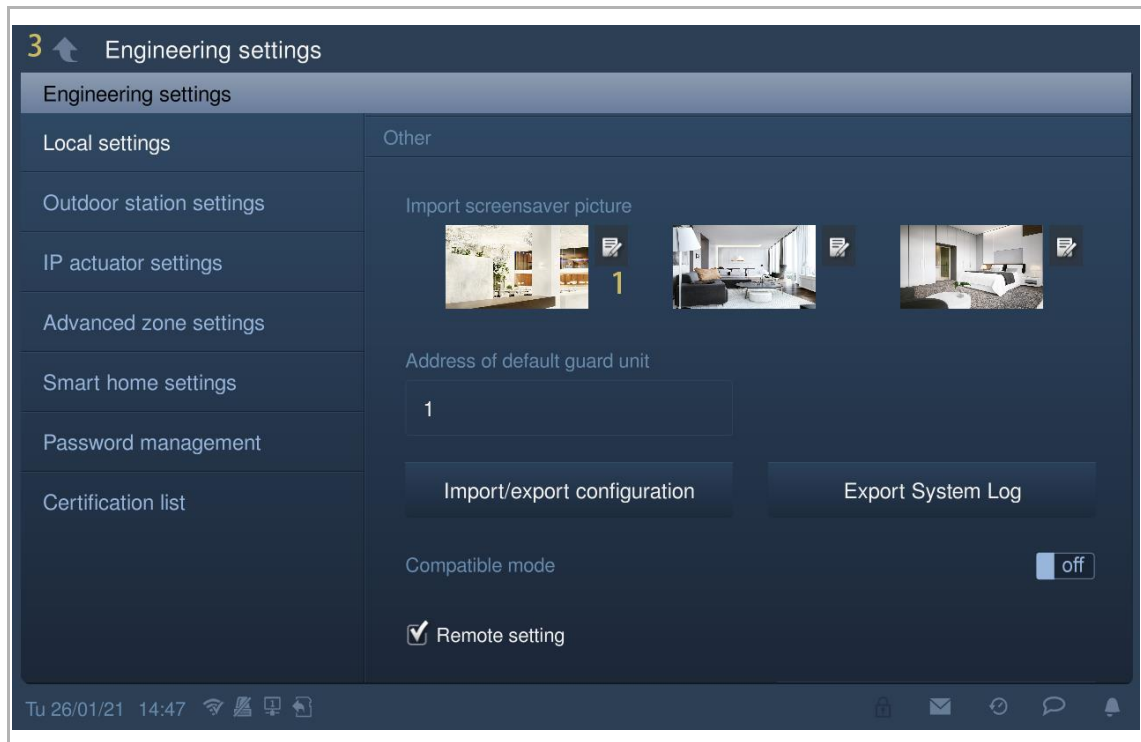 3 Engineering settings
Engineering settings
Local settings
Outdoor station settings
IP actuator settings
Advanced zone settings
Smart home settings
Password management
Certification list
Other
Import screensaver picture
1
Address of default guard unit
1
Import/export configuration
Export System Log
Compatible mode
off
Remote setting
Tu 26/01/21 14:47
1